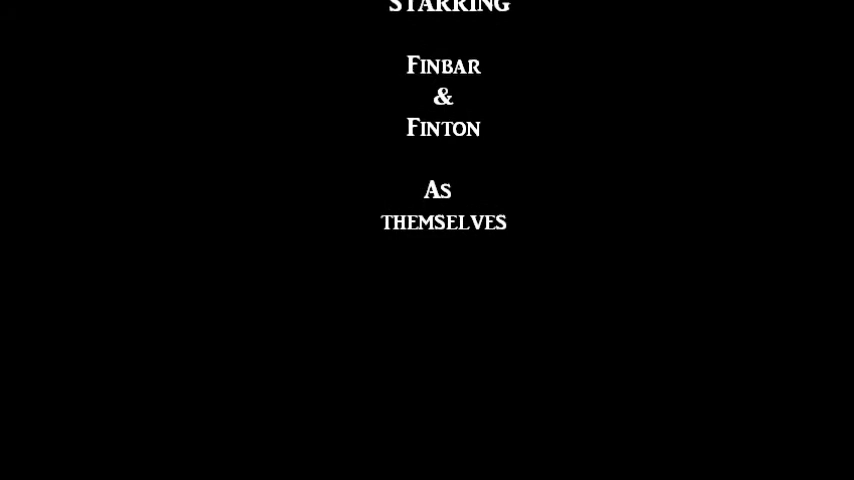 STARRING
FINBAR
&
FINTON
AS
THEMSELVES